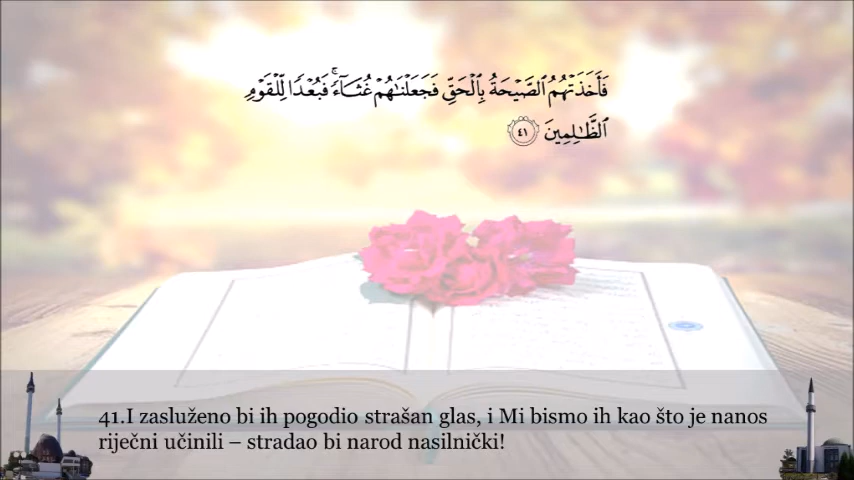 فَأَخَذَتْهُمُ ٱلصَّيْحَةُ بِٱلْحَقِّ فَجَعَلْنَـٰهُمْ غُثَآءًۚ فَبُعْدًا لِّلْقَوْمِ
ٱلظَّـٰلِمِينَ ٤١
41.I zasluženo bi ih pogodio strašan glas, i Mi bismo ih kao što je nanos
riječni učinili – stradao bi narod nasilnički!